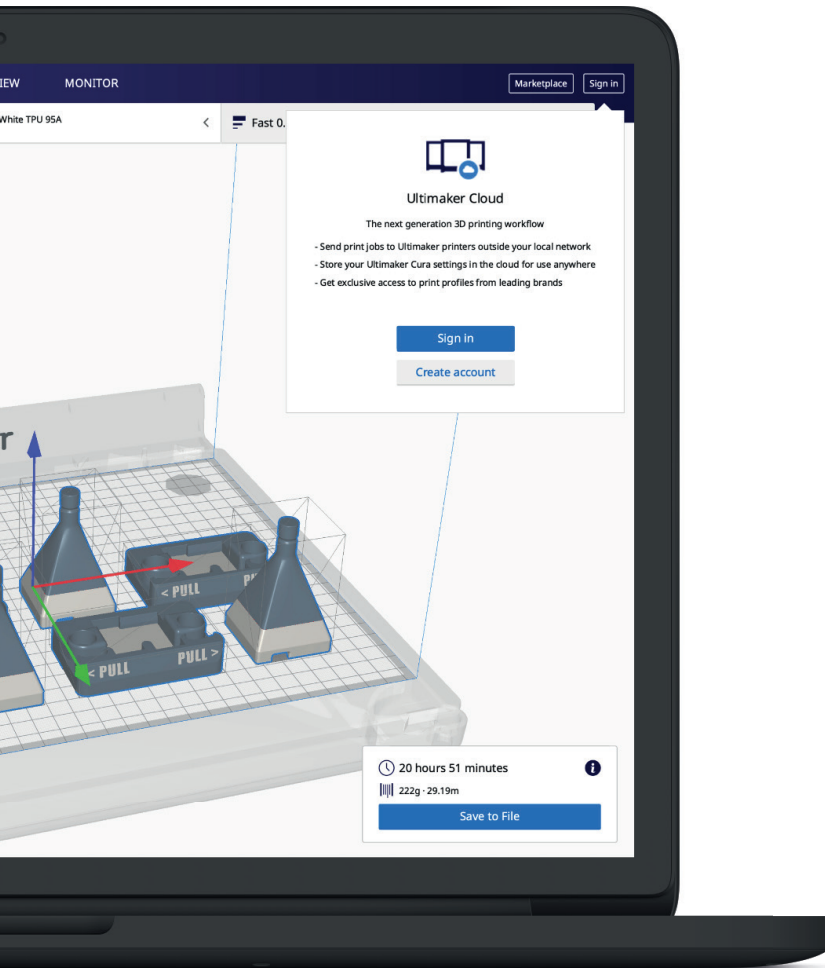 IEW MONITOR Marketplace Sign in
White TPU 95A < Fast 0.
Ultimaker Cloud
The next generation 3D printing workflow
- Send print jobs to Ultimaker printers outside your local network
- Store your Ultimaker Cura settings in the cloud for use anywhere
- Get exclusive access to print profiles from leading brands
Sign in
Create account
r
< PULL PU
< PULL PULL >
20 hours 51 minutes
222g · 29.19m
Save to File